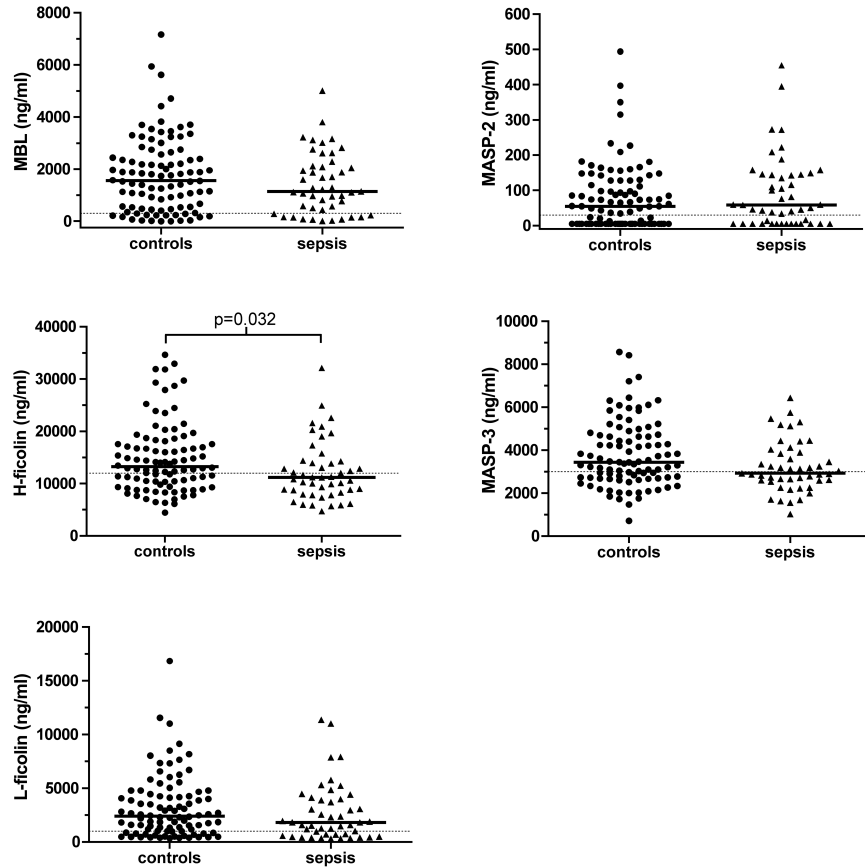 MBL (ng/ml)
8000
6000
4000
2000
0
controls
sepsis
MASP-2 (ng/ml)
600
500
400
300
200
100
0
controls
sepsis
H-ficolin (ng/ml)
40000
30000
20000
10000
0
p=0.032
controls
sepsis
MASP-3 (ng/ml)
10000
8000
6000
4000
2000
0
controls
sepsis
L-ficolin (ng/ml)
20000
15000
10000
5000
0
controls
sepsis